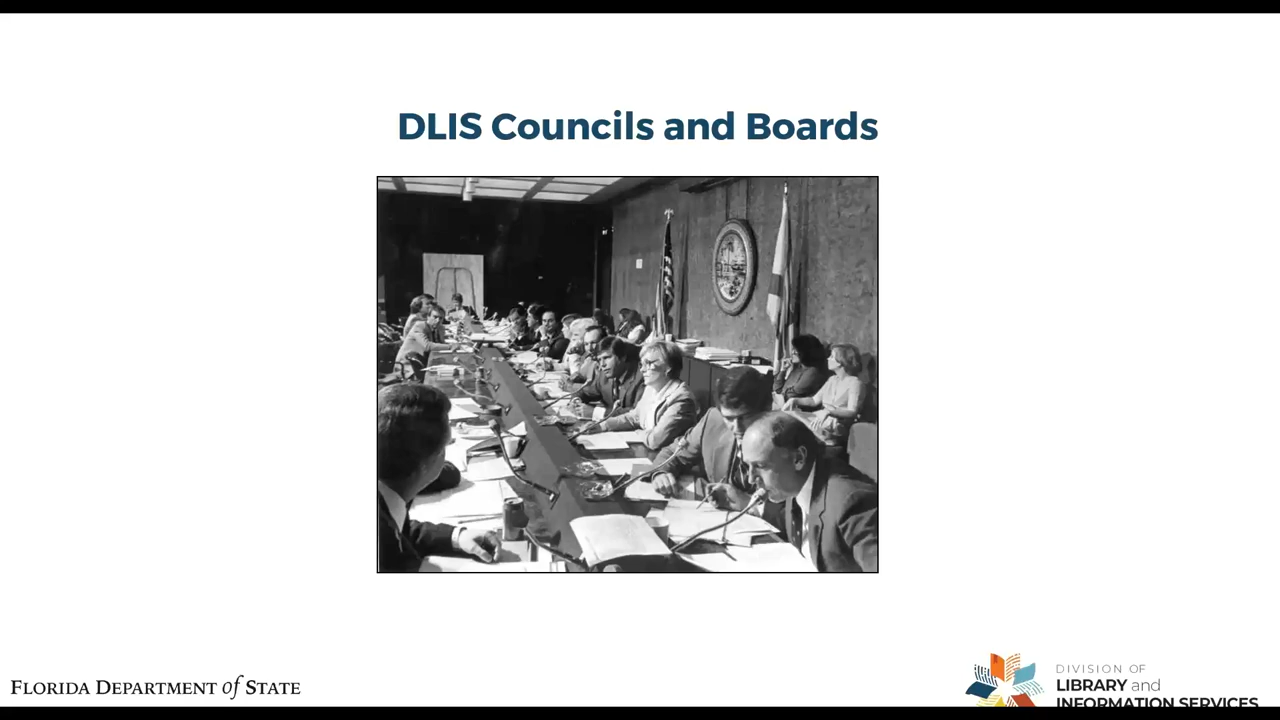 DLIS Councils and Boards
FLORIDA DEPARTMENT of STATE
DIVISION OF
LIBRARY and
INFORMATION SERVICES